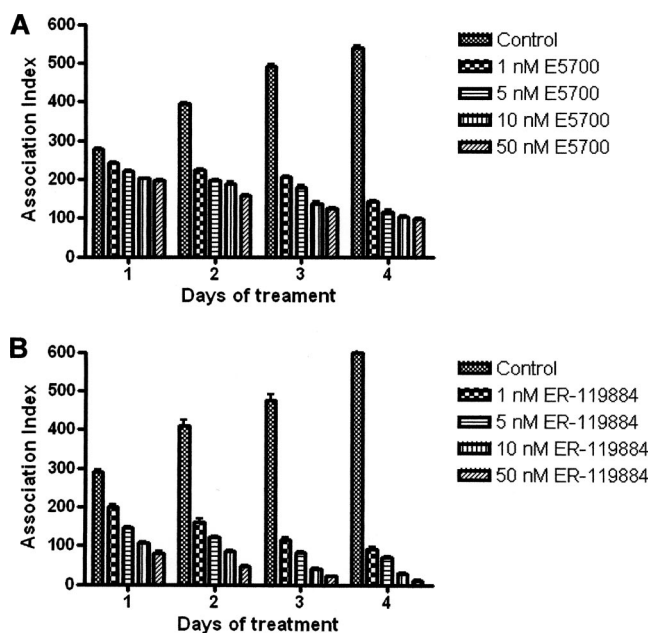 A
600
500
400
300
200
100
0
Association Index
1 2 3 4
Days of treament
Control
1 nM E5700
5 nM E5700
10 nM E5700
50 nM E5700
B
600
500
400
300
200
100
0
Association Index
1 2 3 4
Days of treatment
Control
1 nM ER-119884
5 nM ER-119884
10 nM ER-119884
50 nM ER-119884